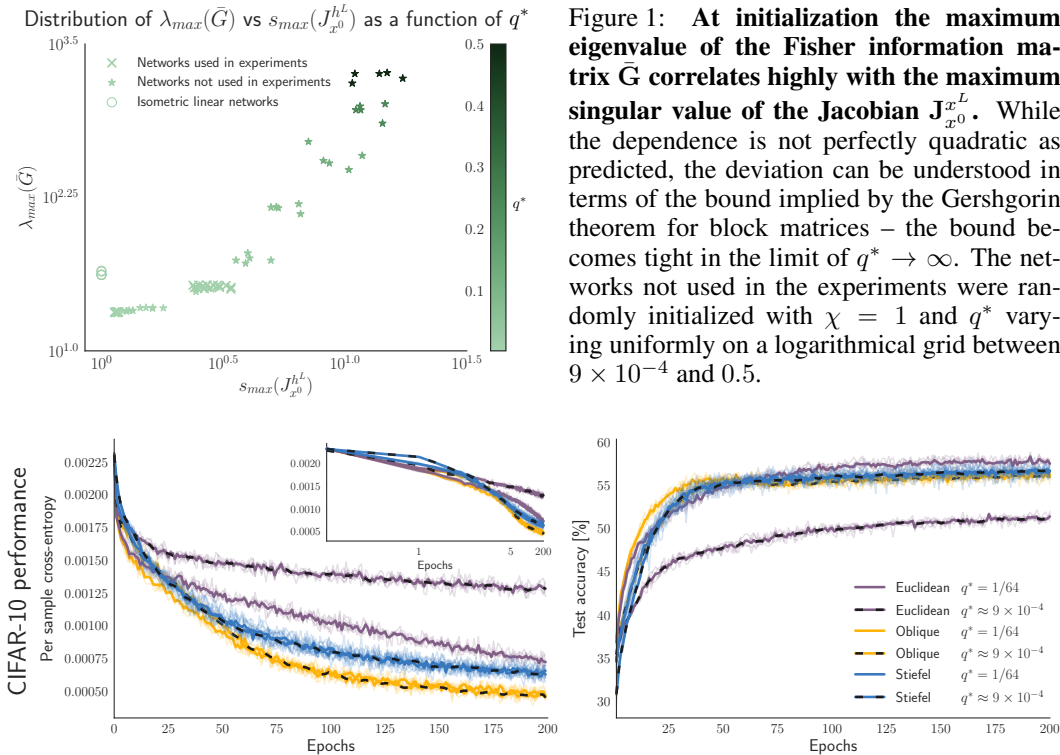 Distribution of λ_max(Ḡ) vs s_max(J_{x^0}^{h^L}) as a function of q*
10^3.5
10^2.25
10^1.0
λ_max(Ḡ)
× Networks used in experiments
★ Networks not used in experiments
○ Isometric linear networks
10^0
10^0.5
10^1.0
10^1.5
s_max(J_{x^0}^{h^L})
0.5
0.4
0.3
0.2
0.1
q*
Figure 1: At initialization the maximum
eigenvalue of the Fisher information ma-
trix Ḡ correlates highly with the maximum
singular value of the Jacobian J_{x^0}^{x^L}. While
the dependence is not perfectly quadratic as
predicted, the deviation can be understood in
terms of the bound implied by the Gershgorin
theorem for block matrices – the bound be-
comes tight in the limit of q* → ∞. The net-
works not used in the experiments were ran-
domly initialized with χ = 1 and q* vary-
ing uniformly on a logarithmical grid between
9 × 10^−4 and 0.5.
CIFAR-10 performance
Per sample cross-entropy
0.00225
0.00200
0.00175
0.00150
0.00125
0.00100
0.00075
0.00050
0 25 50 75 100 125 150 175 200
Epochs
0.0020
0.0015
0.0010
0.0005
1 5 200
Epochs
Test accuracy [%]
60
55
50
45
40
35
30
25 50 75 100 125 150 175 200
Epochs
Euclidean q* = 1/64
Euclidean q* ≈ 9 × 10^−4
Oblique q* = 1/64
Oblique q* ≈ 9 × 10^−4
Stiefel q* = 1/64
Stiefel q* ≈ 9 × 10^−4